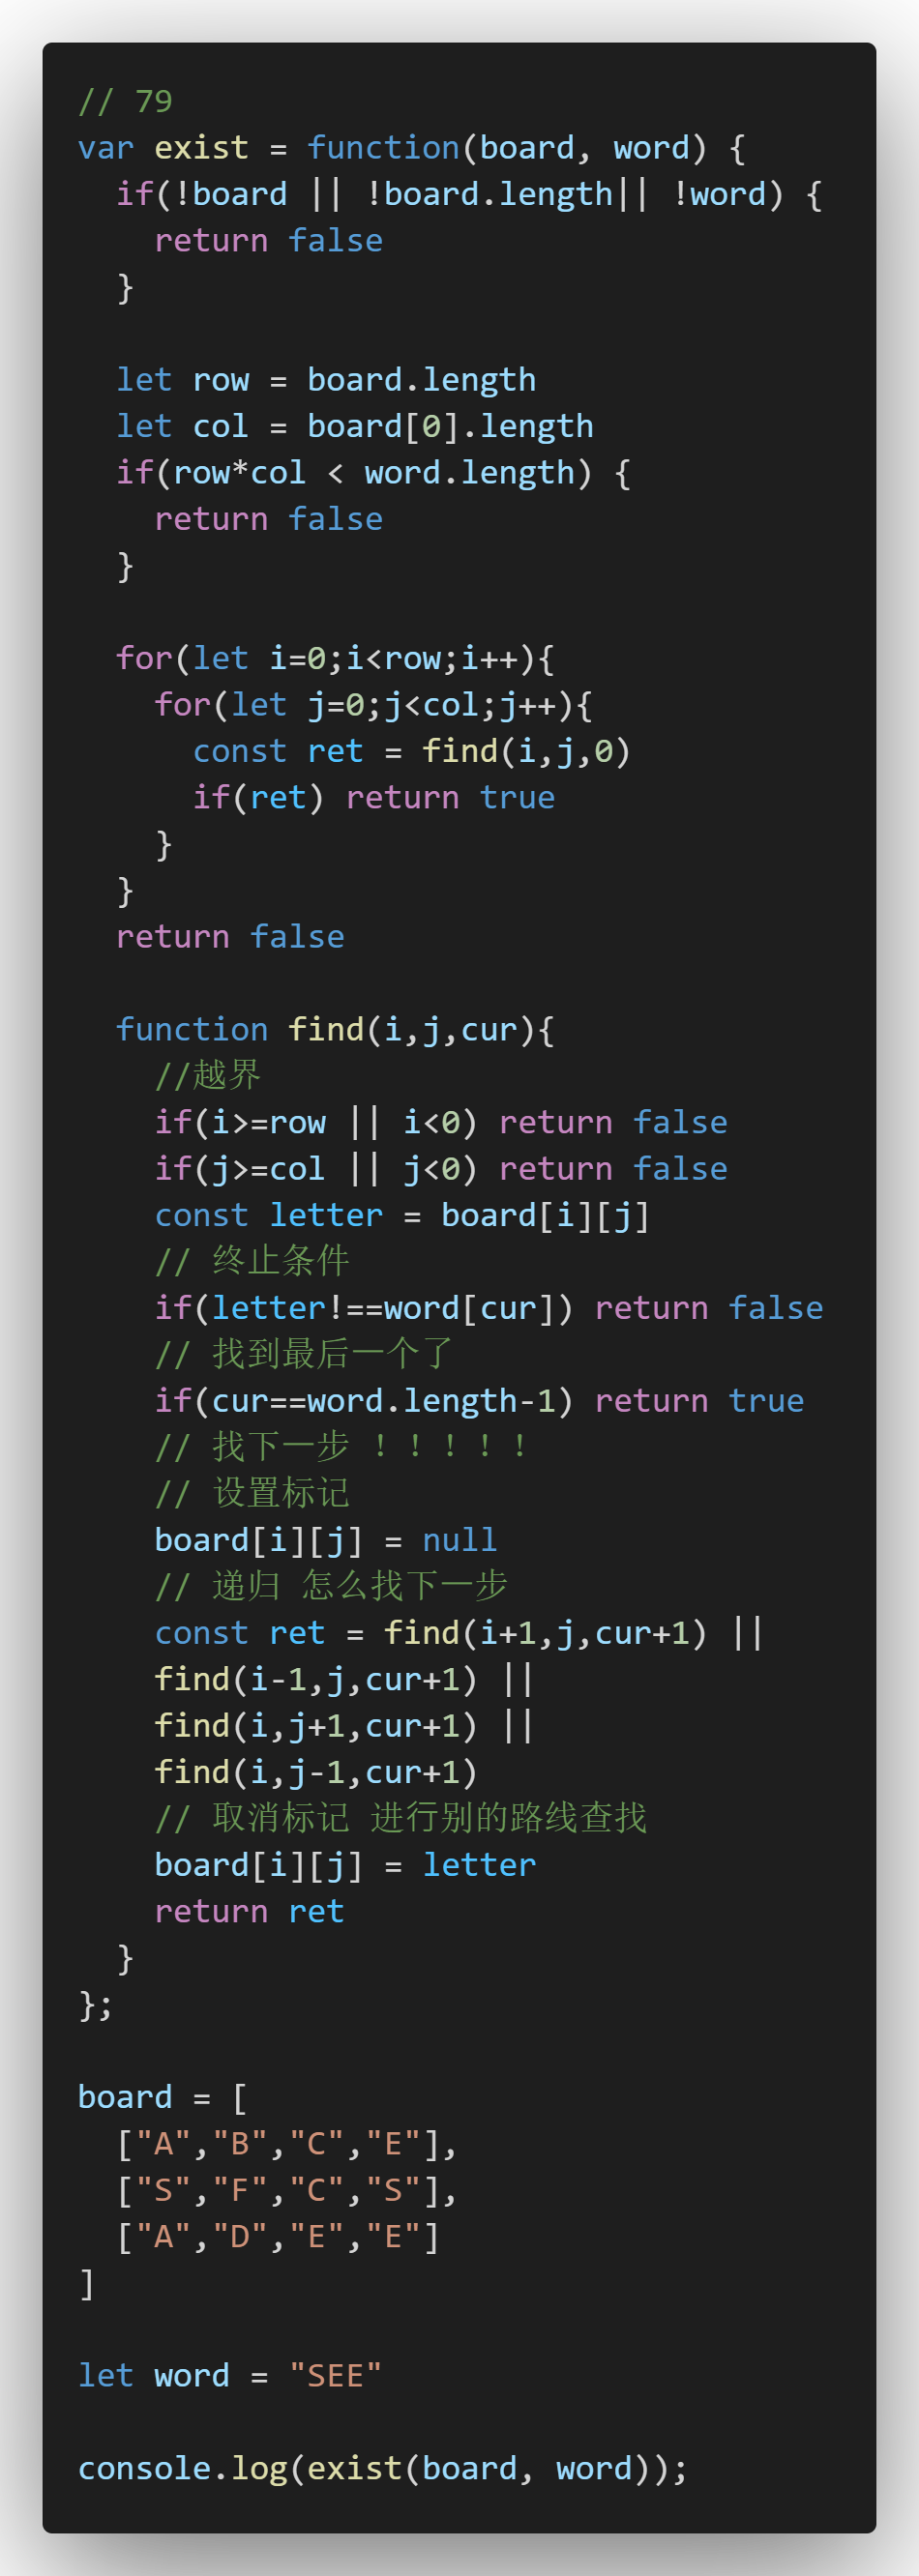 // 79
var exist = function(board, word) {
  if(!board || !board.length|| !word) {
    return false
  }

  let row = board.length
  let col = board[0].length
  if(row*col < word.length) {
    return false
  }

  for(let i=0;i<row;i++){
    for(let j=0;j<col;j++){
      const ret = find(i,j,0)
      if(ret) return true
    }
  }
  return false

  function find(i,j,cur){
    //越界
    if(i>=row || i<0) return false
    if(j>=col || j<0) return false
    const letter = board[i][j]
    // 终止条件
    if(letter!==word[cur]) return false
    // 找到最后一个了
    if(cur==word.length-1) return true
    // 找下一步 ！！！！！
    // 设置标记
    board[i][j] = null
    // 递归 怎么找下一步
    const ret = find(i+1,j,cur+1) ||
    find(i-1,j,cur+1) ||
    find(i,j+1,cur+1) ||
    find(i,j-1,cur+1)
    // 取消标记 进行别的路线查找
    board[i][j] = letter
    return ret
  }
};

board = [
  ["A","B","C","E"],
  ["S","F","C","S"],
  ["A","D","E","E"]
]

let word = "SEE"

console.log(exist(board, word));